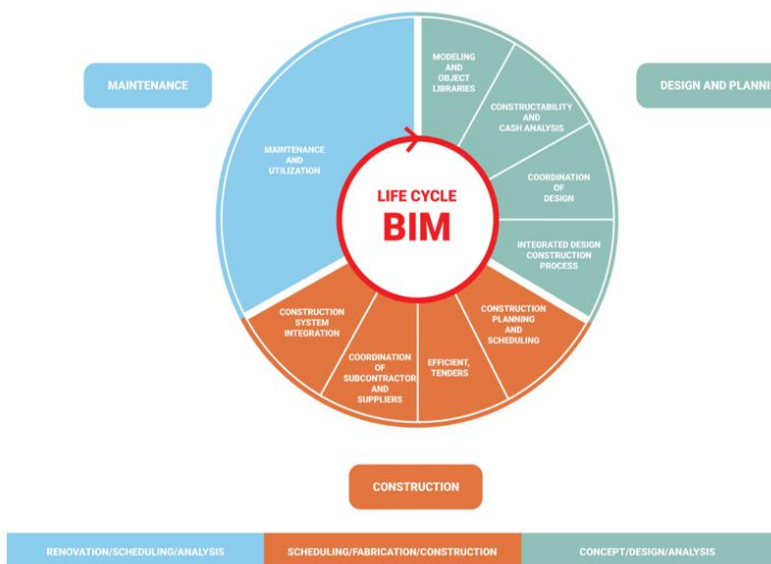 MAINTENANCE
DESIGN AND PLANNI
MODELING
AND
OBJECT
LIBRARIES
CONSTRUCTABILITY
AND
CASH ANALYSIS
MAINTENANCE
AND
UTILIZATION
COORDINATION
OF
DESIGN
LIFE CYCLE
BIM
INTEGRATED DESIGN
CONSTRUCTION
PROCESS
CONSTRUCTION
SYSTEM
INTEGRATION
CONSTRUCTION
PLANNING
AND
SCHEDULING
COORDINATION
OF
SUBCONTRACTOR
AND
SUPPLIERS
EFFICIENT,
TENDERS
CONSTRUCTION
RENOVATION/SCHEDULING/ANALYSIS
SCHEDULING/FABRICATION/CONSTRUCTION
CONCEPT/DESIGN/ANALYSIS